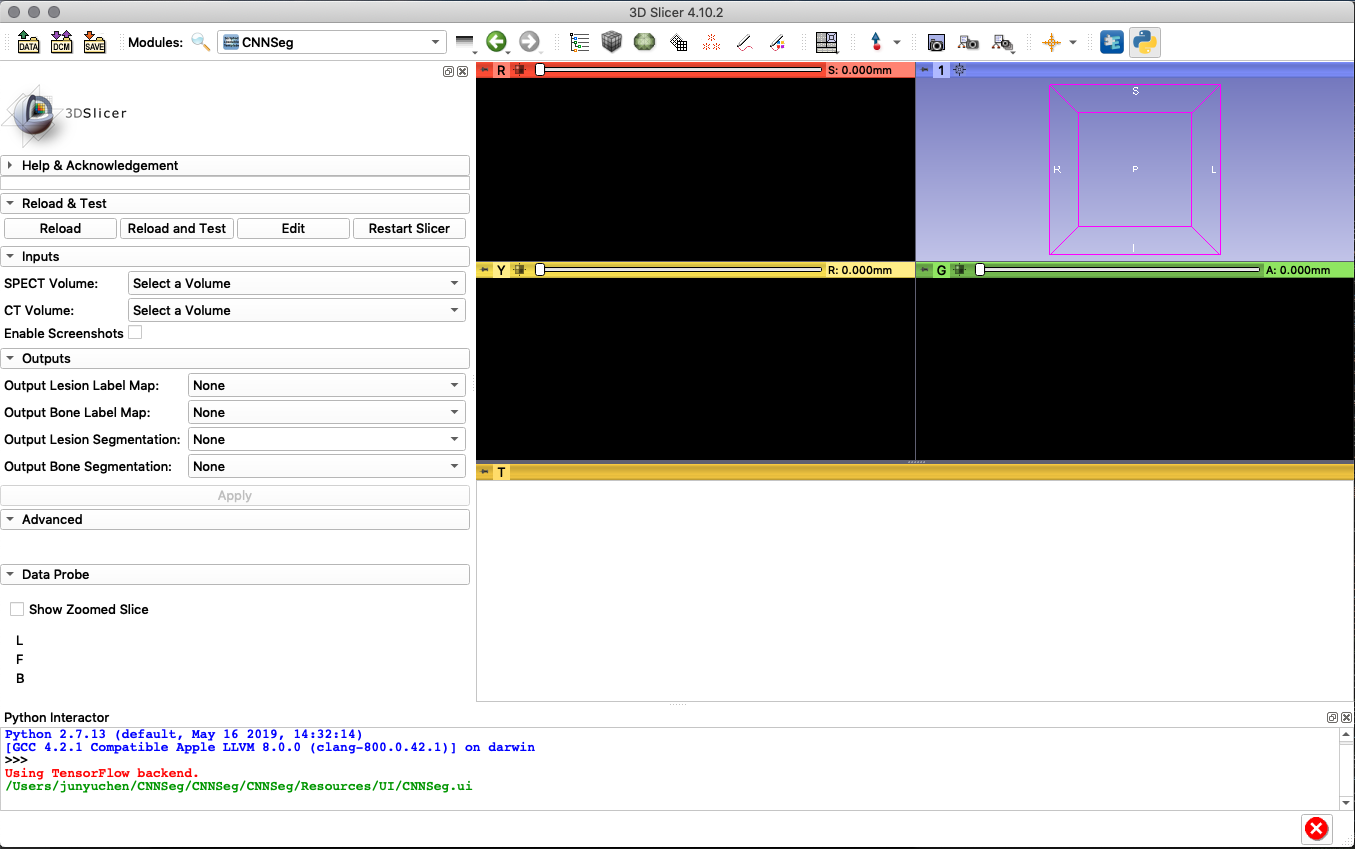 3D Slicer 4.10.2
DATA
DCM
SAVE
Modules:
CNNSeg
3DSlicer
Help & Acknowledgement
Reload & Test
Reload
Reload and Test
Edit
Restart Slicer
Inputs
SPECT Volume:
Select a Volume
CT Volume:
Select a Volume
Enable Screenshots
Outputs
Output Lesion Label Map:
None
Output Bone Label Map:
None
Output Lesion Segmentation:
None
Output Bone Segmentation:
None
Apply
Advanced
Data Probe
Show Zoomed Slice
L
F
B
R
S: 0.000mm
1
S
R
P
L
I
Y
R: 0.000mm
G
A: 0.000mm
T
Python Interactor
Python 2.7.13 (default, May 16 2019, 14:32:14)
[GCC 4.2.1 Compatible Apple LLVM 8.0.0 (clang-800.0.42.1)] on darwin
>>>
Using TensorFlow backend.
/Users/junyuchen/CNNSeg/CNNSeg/CNNSeg/Resources/UI/CNNSeg.ui